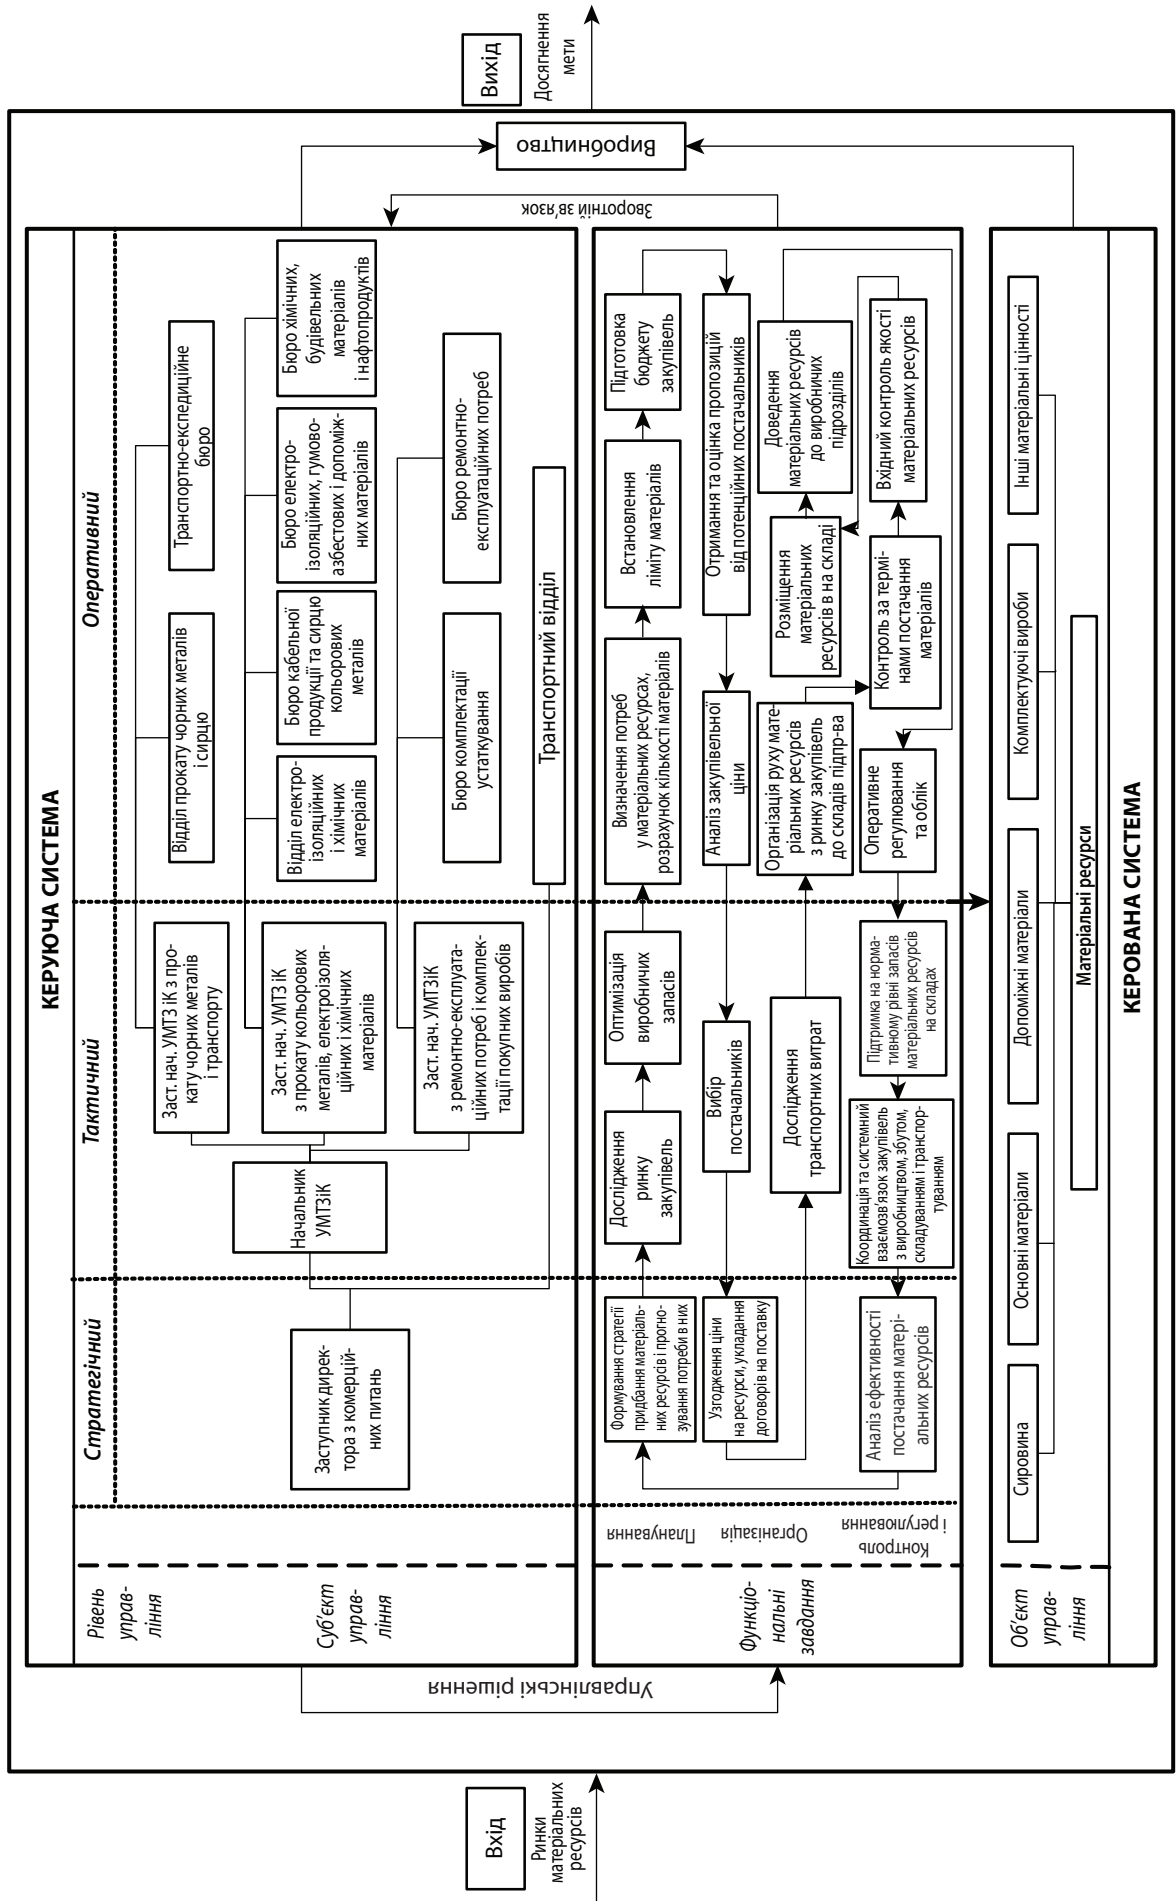 Вхід
Ринки
матеріальних
ресурсів
Управлінські рішення
КЕРУЮЧА СИСТЕМА
Рівень
управ-
ління
Стратегічний
Тактичний
Оперативний
Суб’єкт
управ-
ління
Заступник дирек-
тора з комерцій-
них питань
Начальник
УМТЗіК
Заст. нач. УМТЗ іК з про-
кату чорних металів
і транспорту
Заст. нач. УМТЗ іК
з прокату кольорових
металів, електроізоля-
ційних і хімічних
матеріалів
Заст. нач. УМТЗіК
з ремонтно-експлуата-
ційних потреб і комплек-
тації покупних виробів
Відділ прокату чорних металів
і сирцю
Транспортно-експедиційне
бюро
Відділ електро-
ізоляційних
і хімічних
матеріалів
Бюро кабельної
продукції та сирцю
кольорових
металів
Бюро електро-
ізоляційних, гумово-
азбестових і допоміж-
них матеріалів
Бюро хімічних,
будівельних
матеріалів
і нафтопродуктів
Бюро комплектації
устаткування
Бюро ремонтно-
експлуатаційних потреб
Транспортний відділ
Функціо-
нальні
завдання
Планування
Організація
Контроль
і регулювання
Формування стратегії
придбання матеріаль-
них ресурсів і прогно-
зування потреби в них
Дослідження
ринку
закупівель
Оптимізація
виробничих
запасів
Визначення потреб
у матеріальних ресурсах,
розрахунок кількості матеріалів
Встановлення
ліміту матеріалів
Підготовка
бюджету
закупівель
Узгодження ціни
на ресурси, укладання
договорів на поставку
Вибір
постачальників
Аналіз закупівельної
ціни
Отримання та оцінка пропозицій
від потенційних постачальників
Дослідження
транспортних витрат
Організація руху мате-
ріальних ресурсів
з ринку закупівель
до складів підпр-ва
Розміщення
матеріальних
ресурсів в на складі
Доведення
матеріальних ресурсів
до виробничих
підрозділів
Аналіз ефективності
постачання матері-
альних ресурсів
Координація та системний
взаємозв’язок закупівель
з виробництвом, збутом,
складуванням і транспор-
туванням
Підтримка на норма-
тивному рівні запасів
матеріальних ресурсів
на складах
Оперативне
регулювання
та облік
Контроль за термі-
нами постачання
матеріалів
Вхідний контроль якості
матеріальних ресурсів
Зворотній зв’язок
Виробництво
Вихід
Досягнення
мети
Об’єкт
управ-
ління
Сировина
Основні матеріали
Допоміжні матеріали
Комплектуючі вироби
Інші матеріальні цінності
Матеріальні ресурси
КЕРОВАНА СИСТЕМА